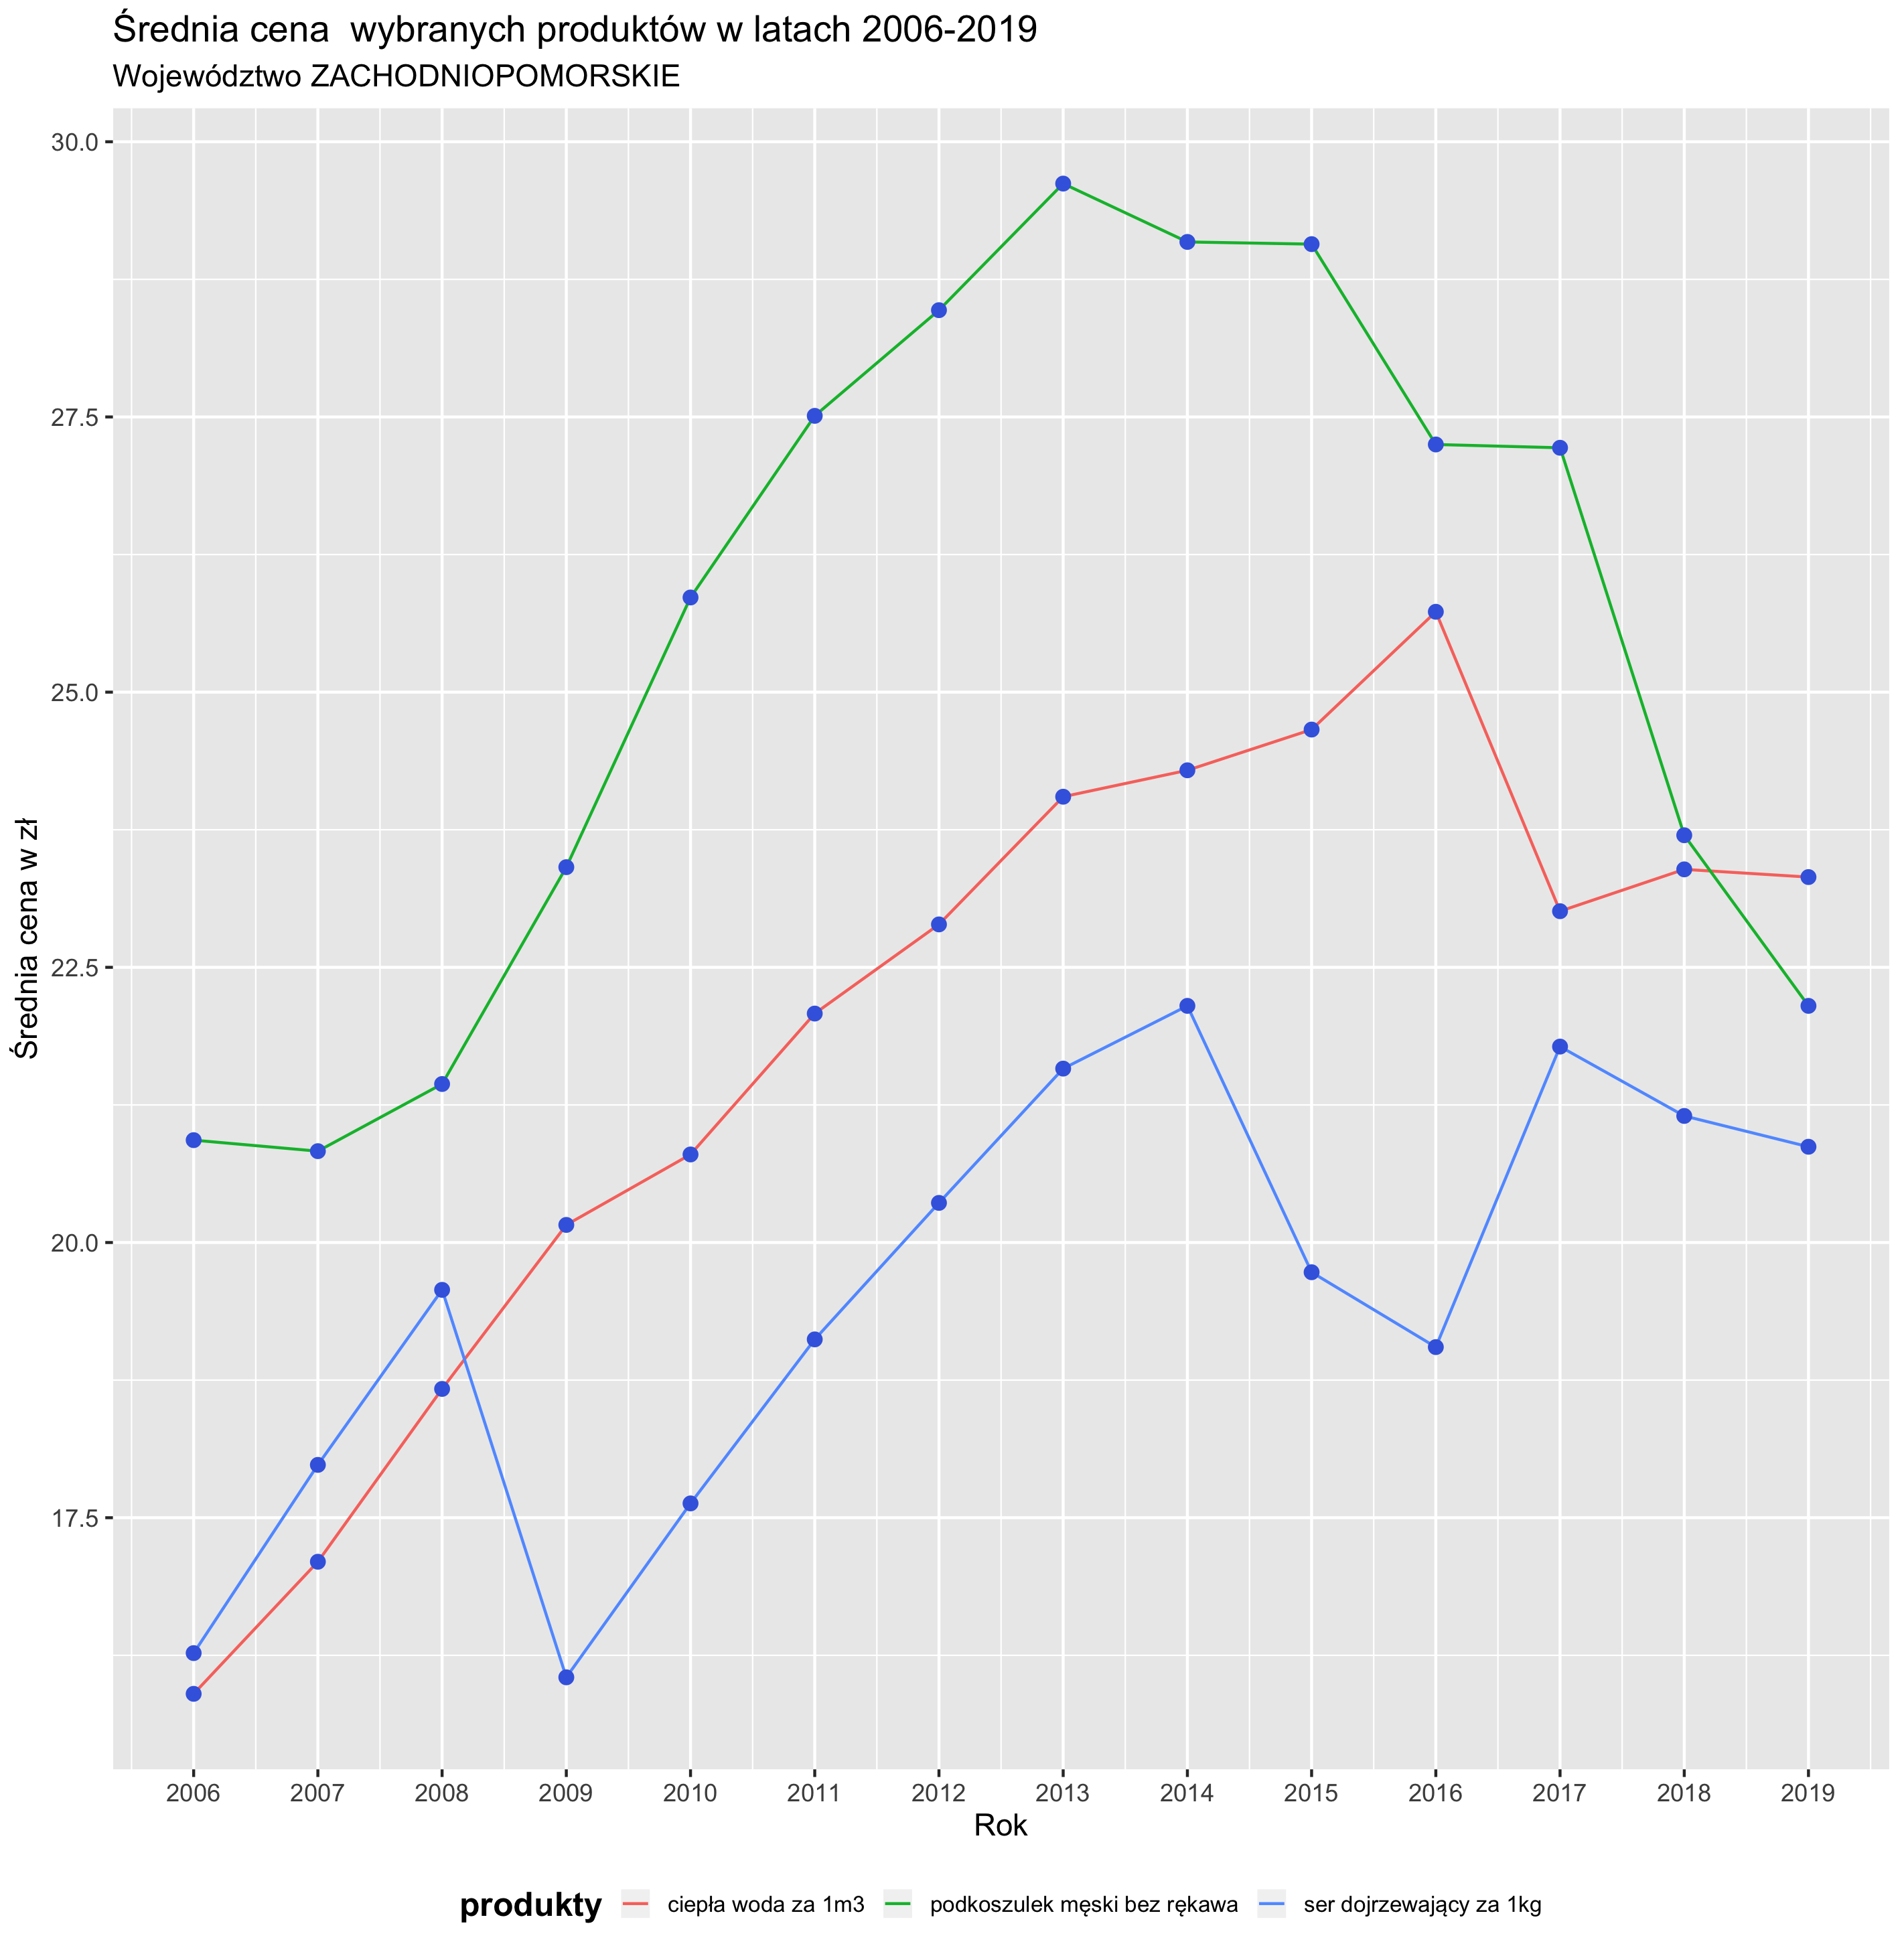 Średnia cena  wybranych produktów w latach 2006-2019
Województwo ZACHODNIOPOMORSKIE
30.0
27.5
25.0
22.5
20.0
17.5
Średnia cena w zł
2006 2007 2008 2009 2010 2011 2012 2013 2014 2015 2016 2017 2018 2019
Rok
produkty ciepła woda za 1m3 podkoszulek męski bez rękawa ser dojrzewający za 1kg